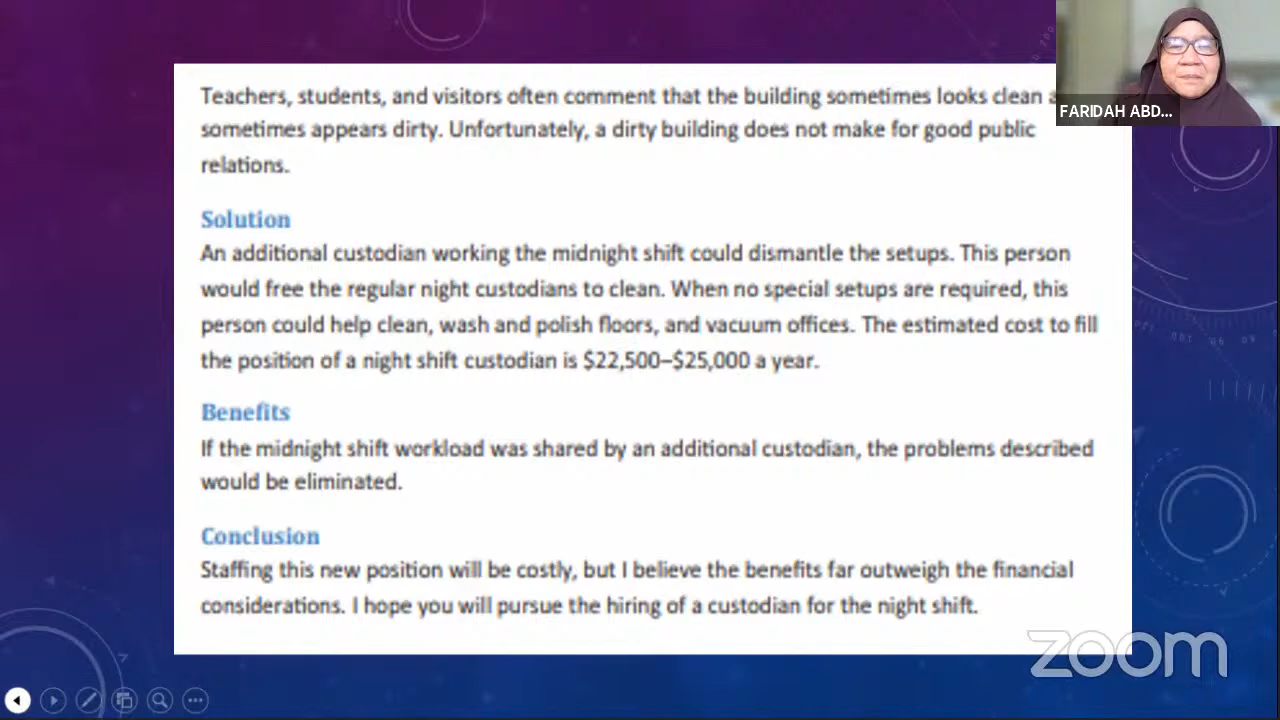 Teachers, students, and visitors often comment that the building sometimes looks clean
sometimes appears dirty. Unfortunately, a dirty building does not make for good public
relations.
Solution
An additional custodian working the midnight shift could dismantle the setups. This person
would free the regular night custodians to clean. When no special setups are required, this
person could help clean, wash and polish floors, and vacuum offices. The estimated cost to fill
the position of a night shift custodian is $22,500–$25,000 a year.
Benefits
If the midnight shift workload was shared by an additional custodian, the problems described
would be eliminated.
Conclusion
Staffing this new position will be costly, but I believe the benefits far outweigh the financial
considerations. I hope you will pursue the hiring of a custodian for the night shift.
FARIDAH ABD...
zoom